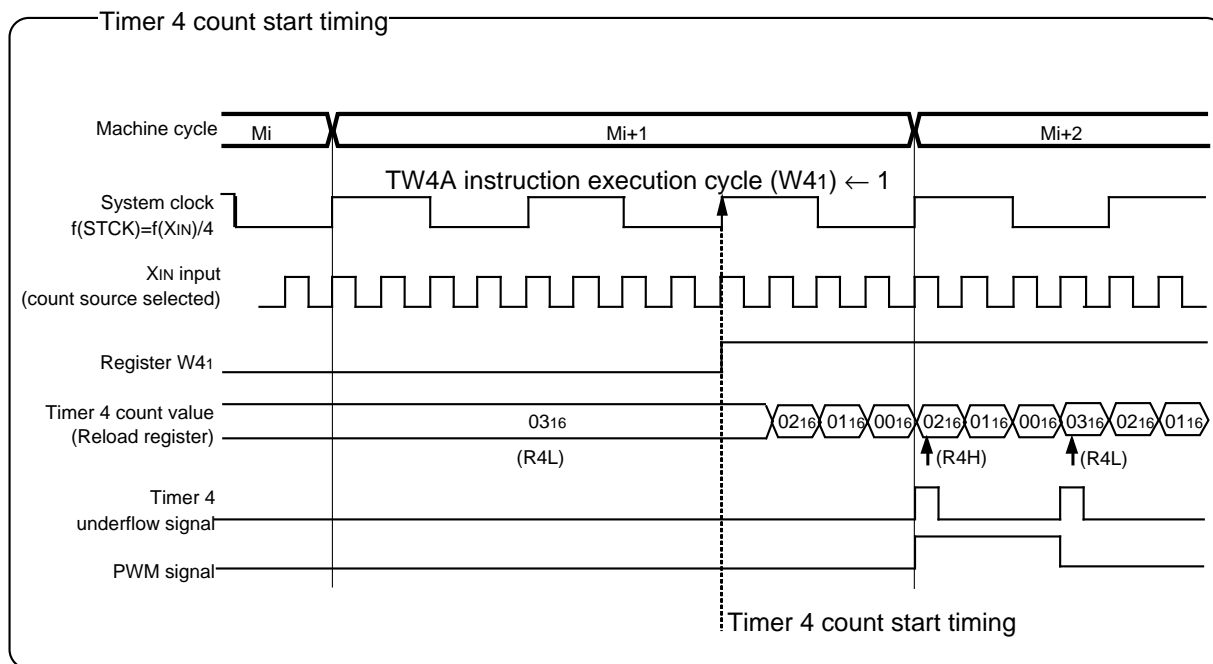 Timer 4 count start timing
Machine cycle Mi Mi+1 Mi+2
TW4A instruction execution cycle (W41) ← 1
System clock
f(STCK)=f(XIN)/4
XIN input
(count source selected)
Register W41
Timer 4 count value
(Reload register)
0316 0216 0116 0016 0216 0116 0016 0316 0216 0116
(R4L) (R4H) (R4L)
Timer 4
underflow signal
PWM signal
Timer 4 count start timing